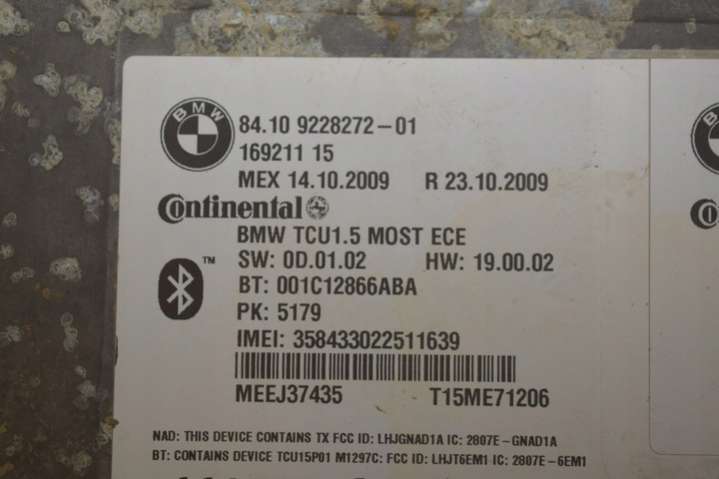 BMW
84.10 9228272-01
169211 15
MEX 14.10.2009 R 23.10.2009
Continental
BMW TCU1.5 MOST ECE
TM SW: 0D.01.02 HW: 19.00.02
BT: 001C12866ABA
PK: 5179
IMEI: 358433022511639
MEEJ37435 T15ME71206
NAD: THIS DEVICE CONTAINS TX FCC ID: LHJGNAD1A IC: 2807E-GNAD1A
BT: CONTAINS DEVICE TCU15P01 M1297C: FCC ID: LHJT6EM1 IC: 2807E-6EM1